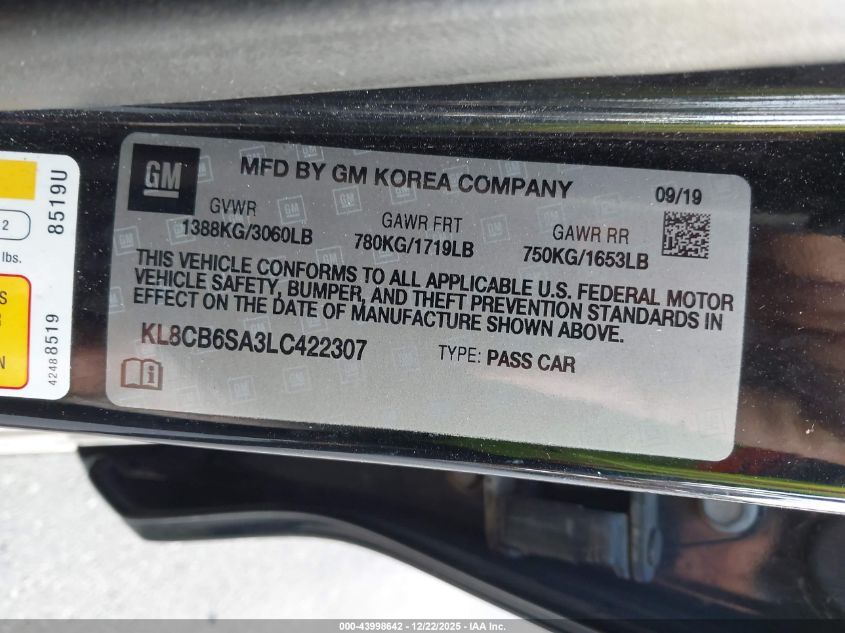 GM
MFD BY GM KOREA COMPANY
09/19
GVWR
1388KG/3060LB
GAWR FRT
780KG/1719LB
GAWR RR
750KG/1653LB
THIS VEHICLE CONFORMS TO ALL APPLICABLE U.S. FEDERAL MOTOR
VEHICLE SAFETY, BUMPER, AND THEFT PREVENTION STANDARDS IN
EFFECT ON THE DATE OF MANUFACTURE SHOWN ABOVE.
KL8CB6SA3LC422307
TYPE: PASS CAR
8519U
2
lbs.
S
R
N
42488519
000-43998642 - 12/22/2025 - IAA Inc.